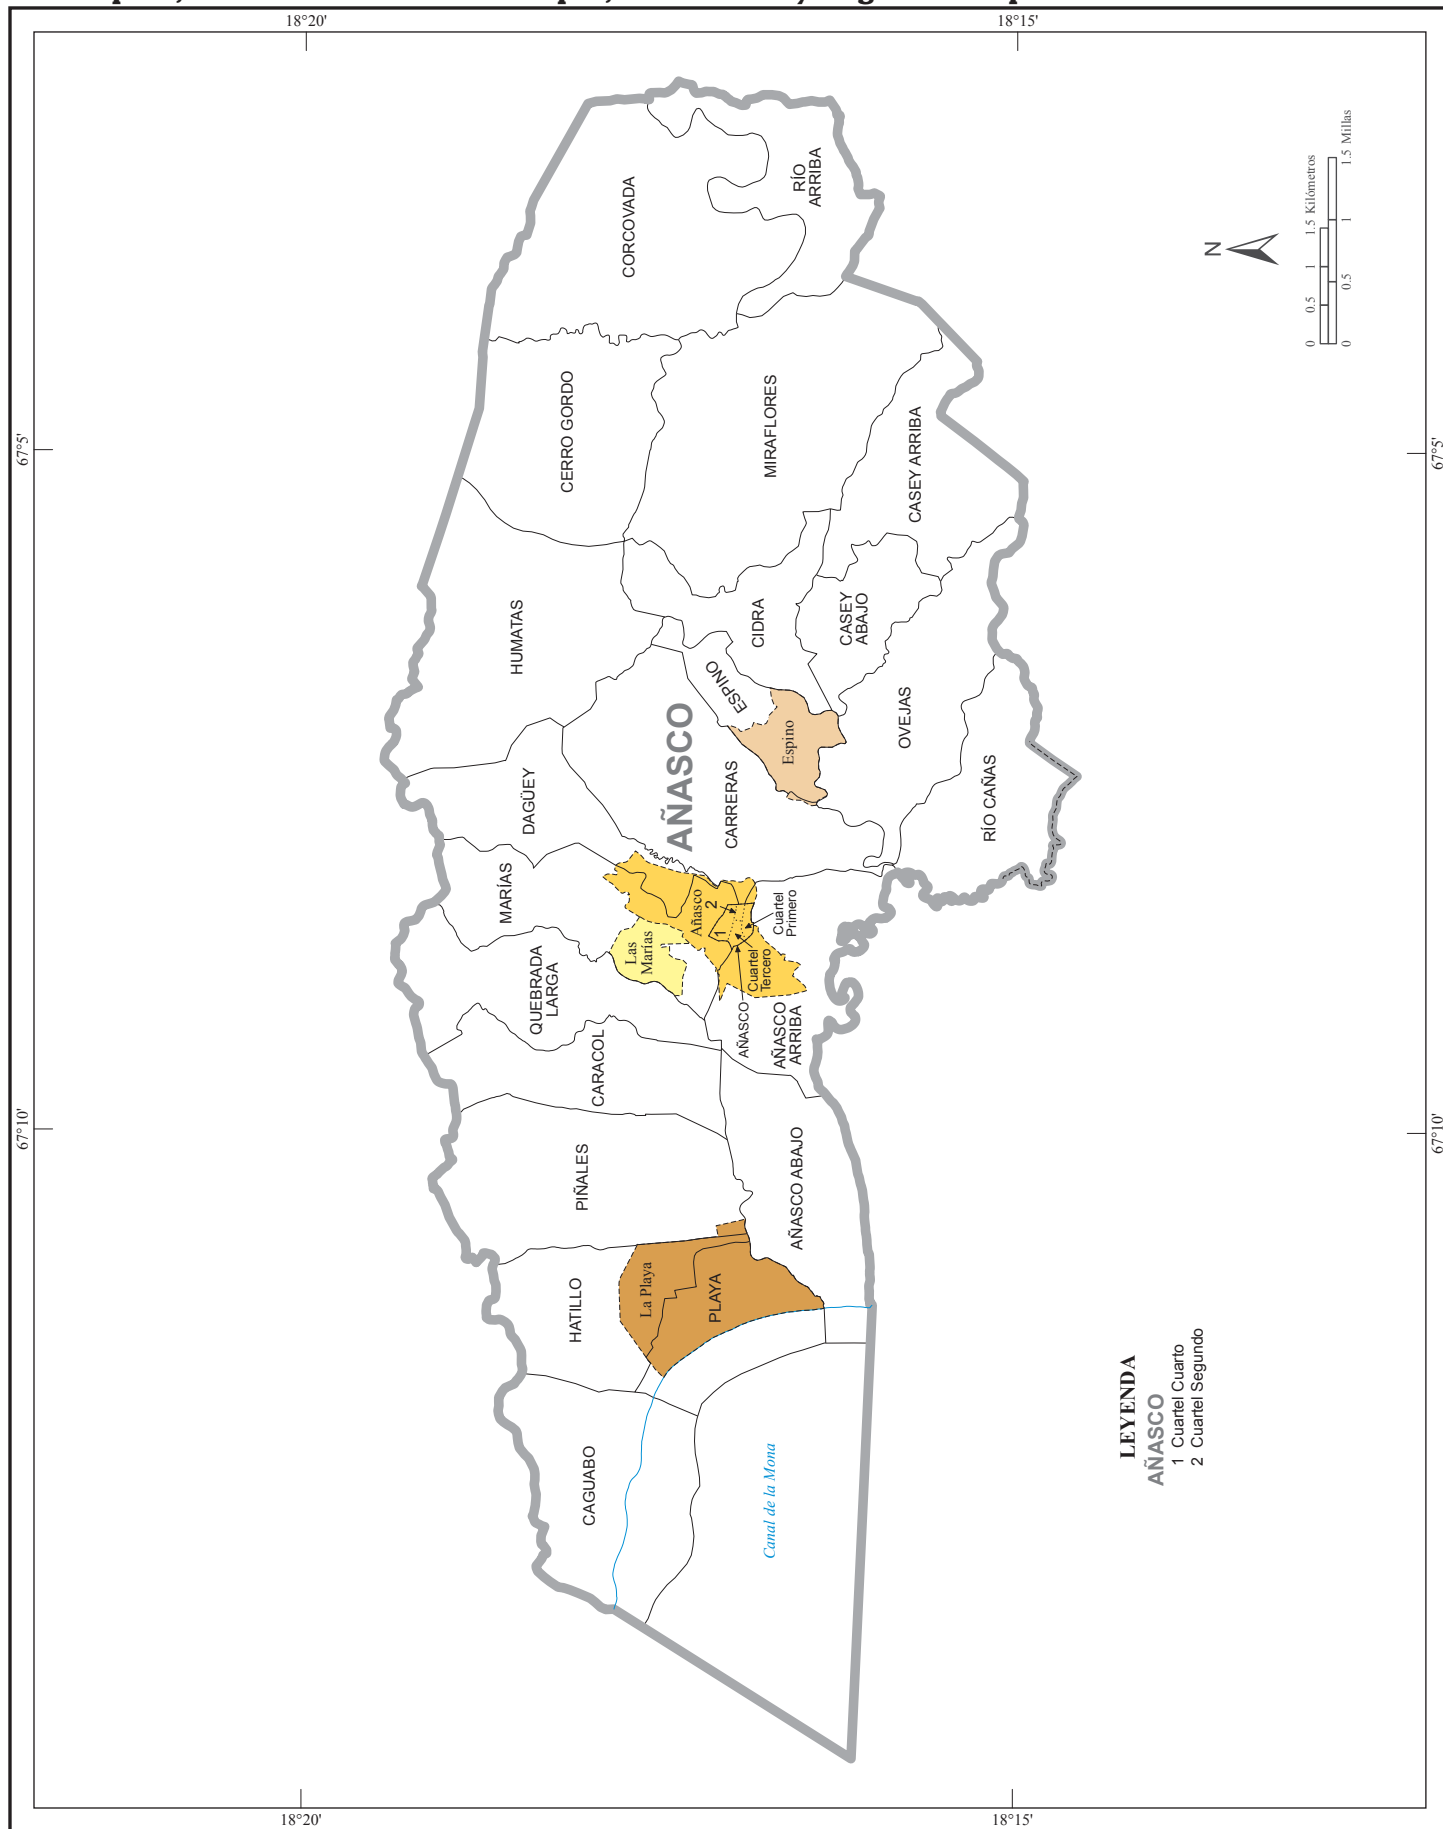 18°20'
18°15'
67°5'
67°5'
67°10'
67°10'
18°20'
18°15'
CORCOVADA
RÍO
ARRIBA
CERRO GORDO
MIRAFLORES
CASEY ARRIBA
HUMATAS
CIDRA
CASEY
ABAJO
ESPINO
Espino
OVEJAS
RÍO CAÑAS
AÑASCO
CARRERAS
DAGÜEY
MARÍAS
QUEBRADA
LARGA
Las
Marías
Añasco
1
2
Cuartel
Primero
Cuartel
Tercero
AÑASCO
AÑASCO
ARRIBA
CARACOL
PIÑALES
AÑASCO ABAJO
HATILLO
La Playa
PLAYA
CAGUABO
Canal de la Mona
N
0
0.5
1
1.5 Kilómetros
0
0.5
1
1.5 Millas
LEYENDA
AÑASCO
1 Cuartel Cuarto
2 Cuartel Segundo